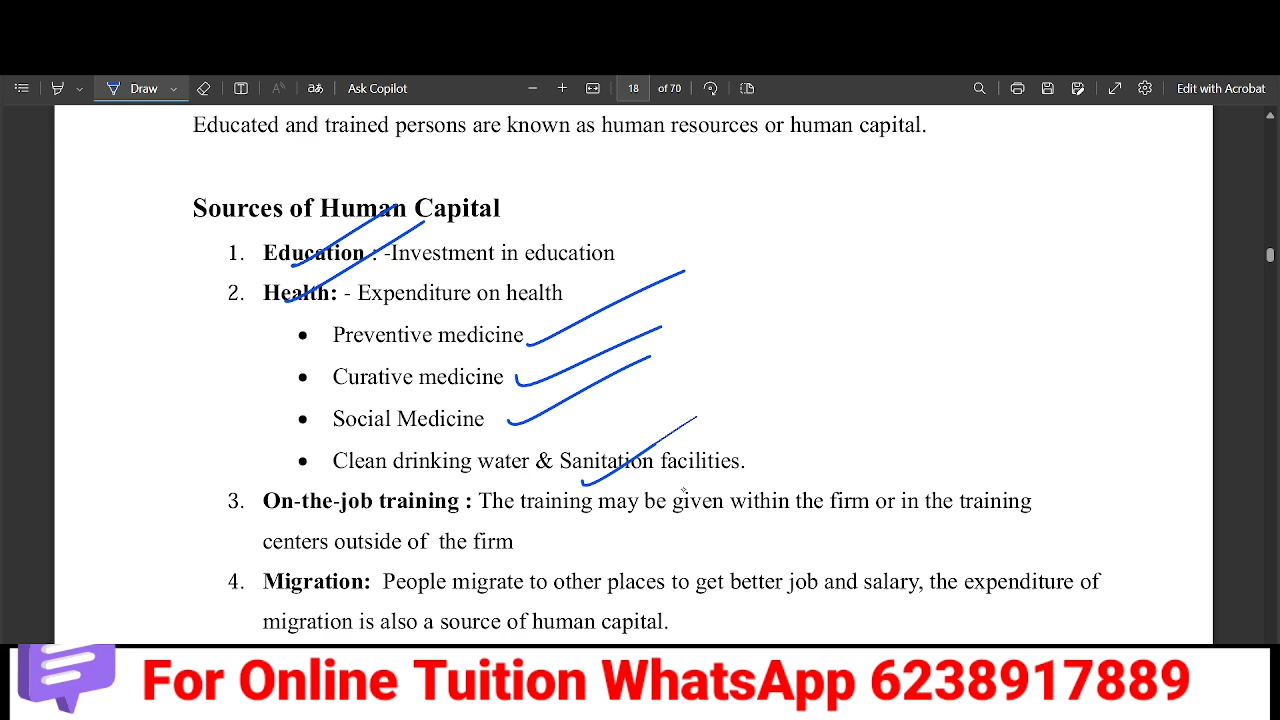 Draw
Ask Copilot
18 of 70
Edit with Acrobat
Educated and trained persons are known as human resources or human capital.
Sources of Human Capital
1. Education : -Investment in education
2. Health: - Expenditure on health
• Preventive medicine
• Curative medicine
• Social Medicine
• Clean drinking water & Sanitation facilities.
3. On-the-job training : The training may be given within the firm or in the training
centers outside of the firm
4. Migration: People migrate to other places to get better job and salary, the expenditure of
migration is also a source of human capital.
For Online Tuition WhatsApp 6238917889